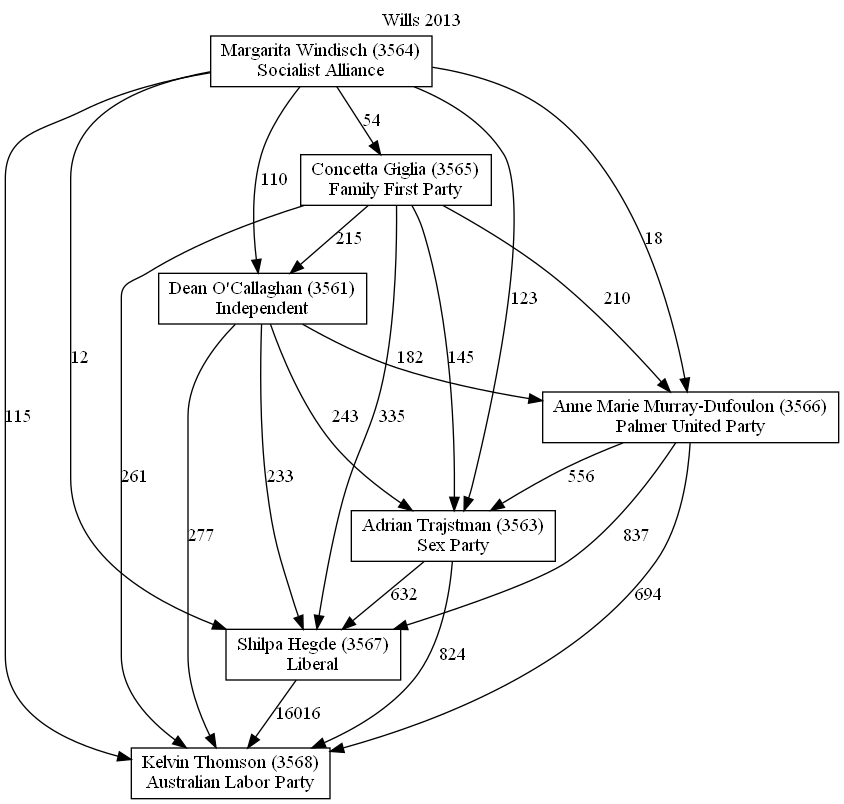 Wills 2013
Margarita Windisch (3564)
Socialist Alliance
54
Concetta Giglia (3565)
Family First Party
110
215
18
Dean O'Callaghan (3561)
Independent
123
210
12
182
145
Anne Marie Murray-Dufoulon (3566)
Palmer United Party
115
243
335
261
233
556
Adrian Trajstman (3563)
Sex Party
277
837
632
694
Shilpa Hegde (3567)
Liberal
824
16016
Kelvin Thomson (3568)
Australian Labor Party